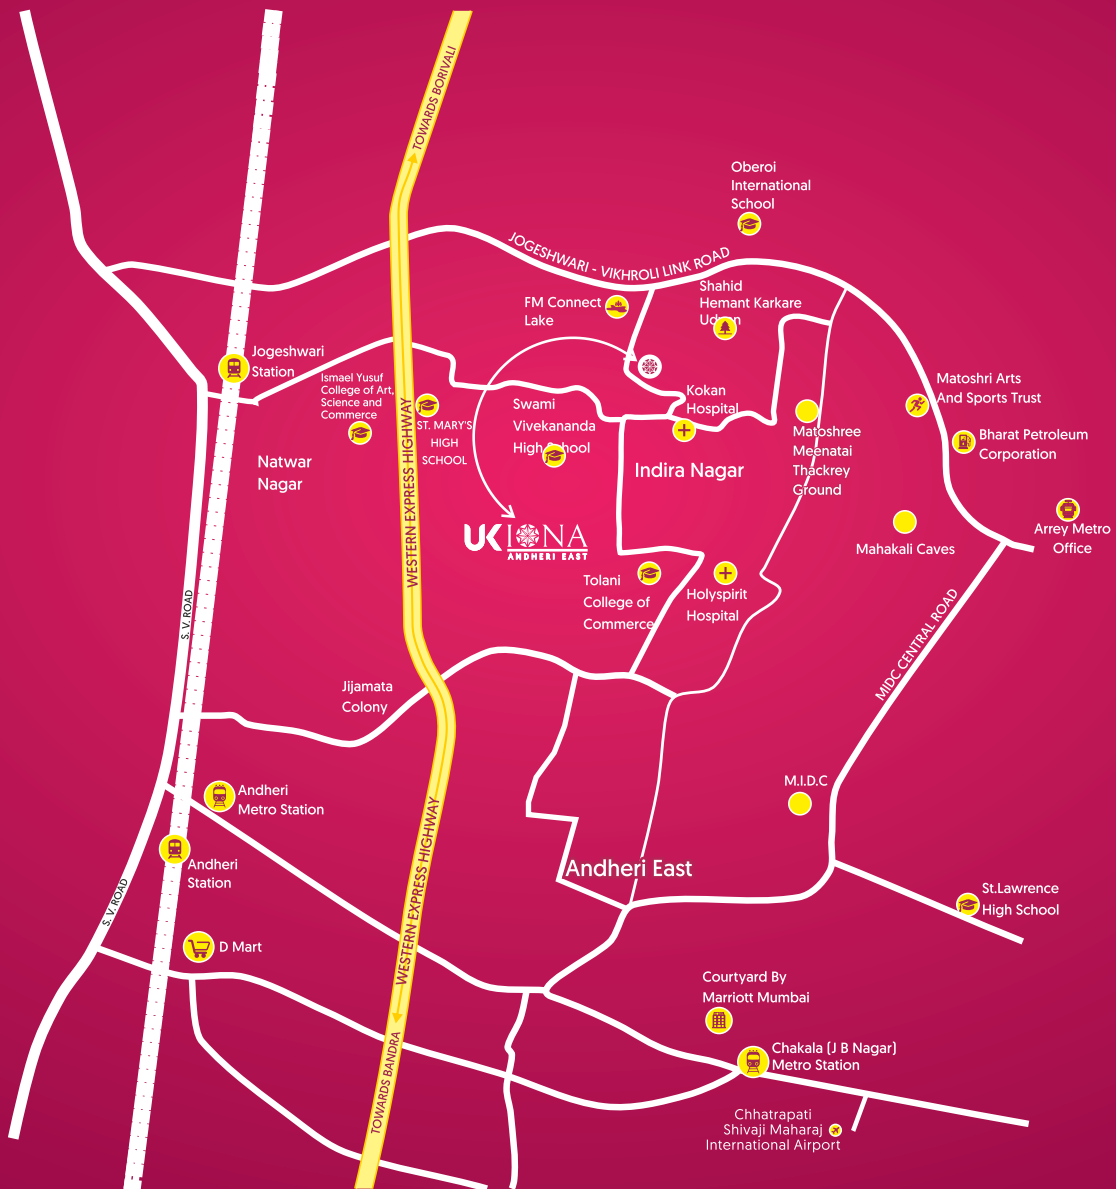 TOWARDS BORIVALI
Oberoi
International
School
JOGESHWARI - VIKHROLI LINK ROAD
FM Connect
Lake
Shahid
Hemant Karkare
Udyan
Jogeshwari
Station
Ismael Yusuf
College of Art,
Science and
Commerce
ST. MARY'S
HIGH
SCHOOL
WESTERN EXPRESS HIGHWAY
Swami
Vivekananda
High School
Kokan
Hospital
Matoshri Arts
And Sports Trust
Bharat Petroleum
Corporation
Matoshree
Meenatai
Thackrey
Ground
Natwar
Nagar
Indira Nagar
UK IONA
ANDHERI EAST
Mahakali Caves
Arrey Metro
Office
Tolani
College of
Commerce
Holyspirit
Hospital
S. V. ROAD
MIDC CENTRAL ROAD
Jijamata
Colony
Andheri
Metro Station
M.I.D.C
Andheri
Station
WESTERN EXPRESS HIGHWAY
Andheri East
S. V. ROAD
St.Lawrence
High School
D Mart
Courtyard By
Marriott Mumbai
TOWARDS BANDRA
Chakala (J B Nagar)
Metro Station
Chhatrapati
Shivaji Maharaj
International Airport